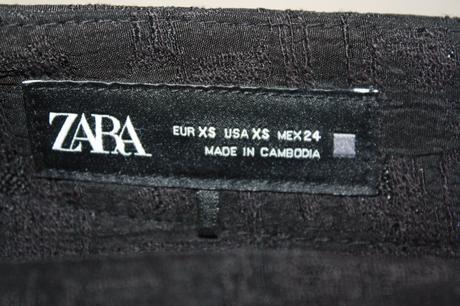 ZARA
EUR XS USA XS MEX 24
MADE IN CAMBODIA